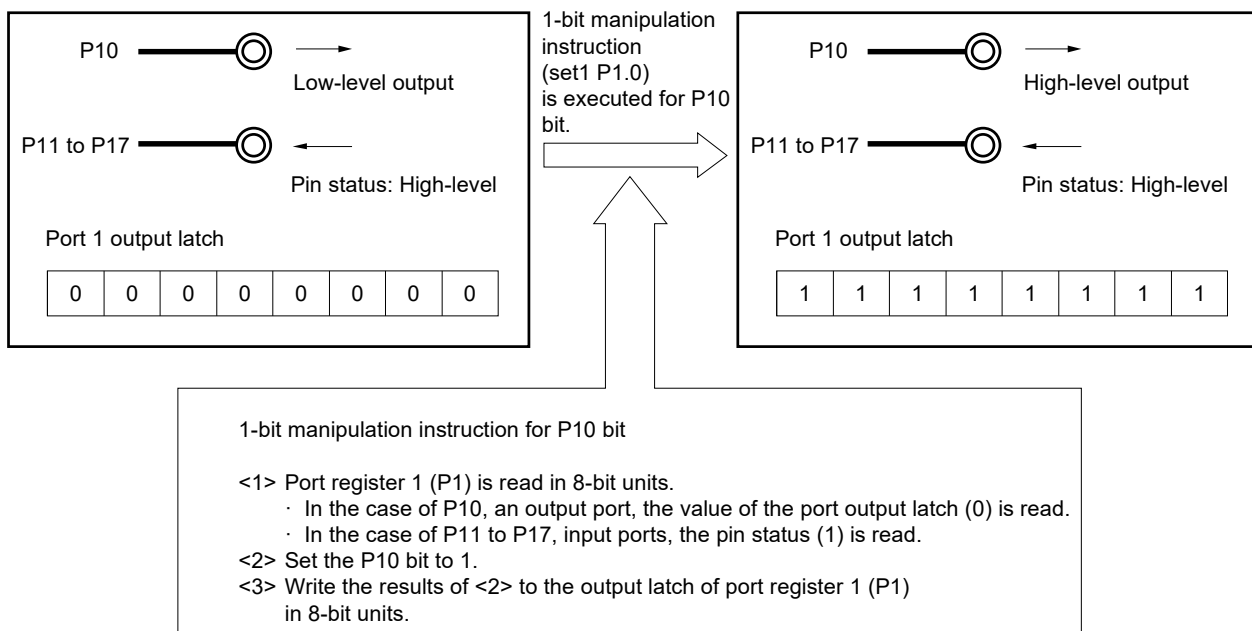 P10
Low-level output
P11 to P17
Pin status: High-level
Port 1 output latch
0 0 0 0 0 0 0 0
1-bit manipulation
instruction
(set1 P1.0)
is executed for P10
bit.
P10
High-level output
P11 to P17
Pin status: High-level
Port 1 output latch
1 1 1 1 1 1 1 1
1-bit manipulation instruction for P10 bit
<1> Port register 1 (P1) is read in 8-bit units.
· In the case of P10, an output port, the value of the port output latch (0) is read.
· In the case of P11 to P17, input ports, the pin status (1) is read.
<2> Set the P10 bit to 1.
<3> Write the results of <2> to the output latch of port register 1 (P1)
in 8-bit units.